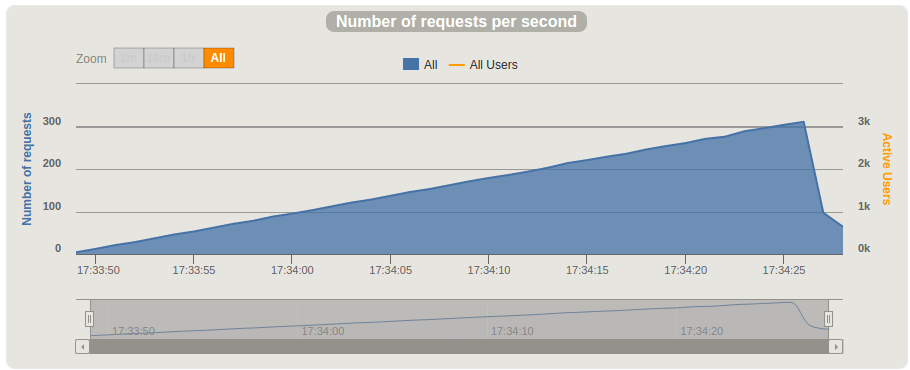 Number of requests per second
Zoom 1m 10m 1h All
All All Users
Number of requests
300
200
100
0
3k
2k
1k
0k
Active Users
17:33:50 17:33:55 17:34:00 17:34:05 17:34:10 17:34:15 17:34:20 17:34:25
17:33:50 17:34:00 17:34:10 17:34:20